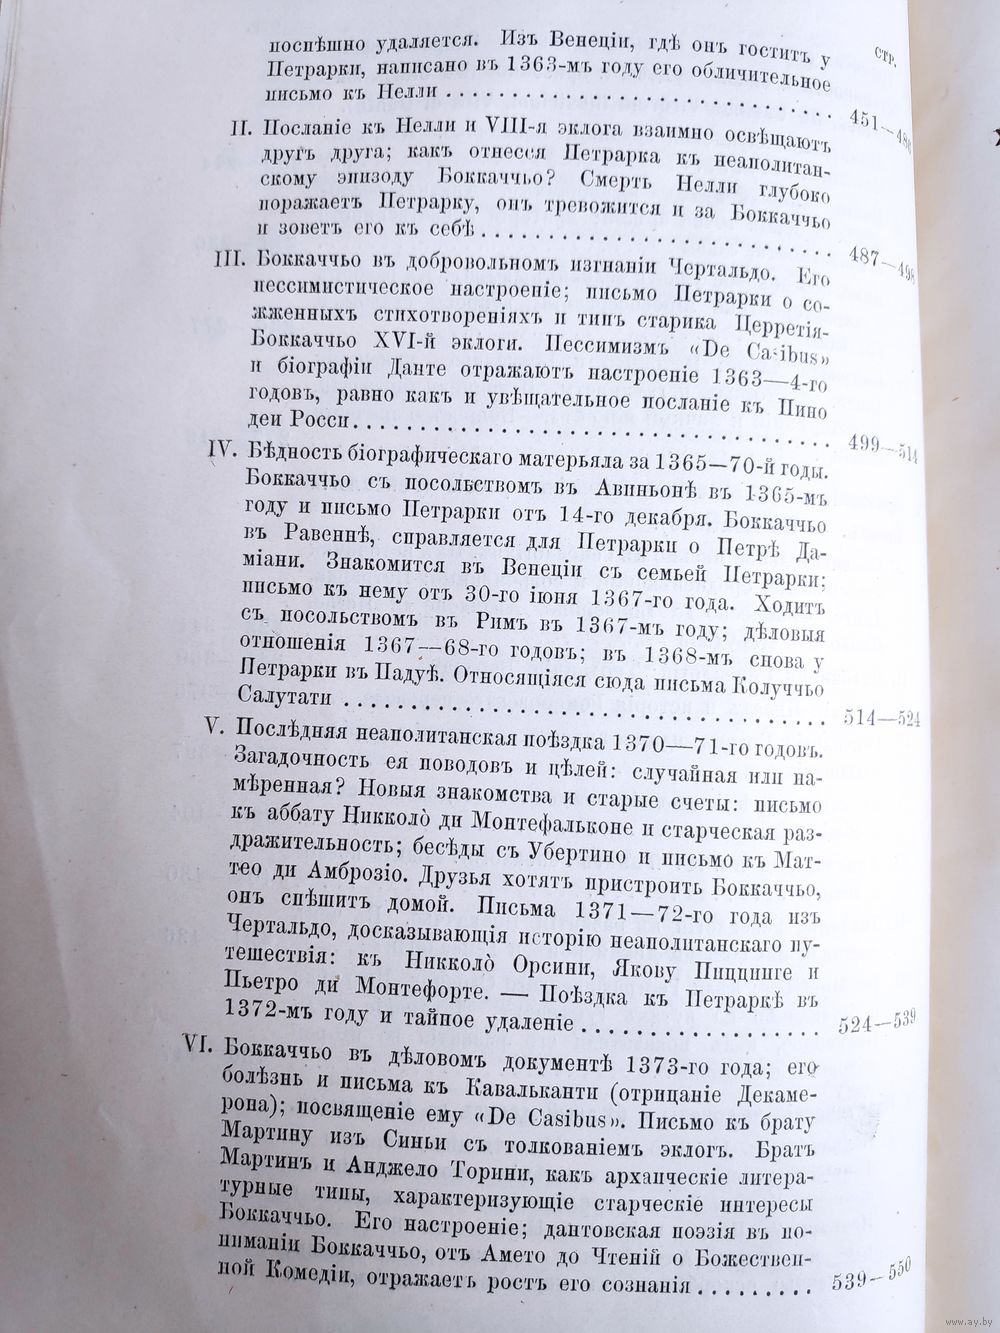 стр.
поспѣшно удаляется. Изъ Венеціи, гдѣ онъ гоститъ у
Петрарки, написано въ 1363-мъ году его обличительное
письмо къ Нелли . . . . . . . . . . . . . . . . . . . . . . . . . . . . . 451—486
II. Посланіе къ Нелли и VIII-я эклога взаимно освѣщаютъ
другъ друга; какъ отнесся Петрарка къ неаполитан-
скому эпизоду Боккаччьо? Смерть Нелли глубоко
поражаетъ Петрарку, онъ тревожится и за Боккаччьо
и зоветъ его къ себѣ . . . . . . . . . . . . . . . . . . . . . . . . . . 487—498
III. Боккаччьо въ добровольномъ изгнаніи Чертальдо. Его
пессимистическое настроеніе; письмо Петрарки о со-
жженныхъ стихотвореніяхъ и типъ старика Церретія-
Боккаччьо XVI-й эклоги. Пессимизмъ «De Casibus»
и біографіи Данте отражаютъ настроеніе 1363—4-го
годовъ, равно какъ и увѣщательное посланіе къ Пино
деи Росси . . . . . . . . . . . . . . . . . . . . . . . . . . . . . . . . . 499—514
IV. Бѣдность біографическаго матерьяла за 1365—70-й годы.
Боккаччьо съ посольствомъ въ Авиньонѣ въ 1365-мъ
году и письмо Петрарки отъ 14-го декабря. Боккаччьо
въ Равеннѣ, справляется для Петрарки о Петрѣ Да-
міани. Знакомится въ Венеціи съ семьей Петрарки;
письмо къ нему отъ 30-го іюня 1367-го года. Ходитъ
съ посольствомъ въ Римъ въ 1367-мъ году; дѣловыя
отношенія 1367—68-го годовъ; въ 1368-мъ снова у
Петрарки въ Падуѣ. Относящіяся сюда письма Колуччьо
Салутати . . . . . . . . . . . . . . . . . . . . . . . . . . . . . . . . . 514—524
V. Послѣдняя неаполитанская поѣздка 1370—71-го годовъ.
Загадочность ея поводовъ и цѣлей: случайная или на-
мѣренная? Новыя знакомства и старые счеты: письмо
къ аббату Никколò ди Монтефальконе и старческая раз-
дражительность; бесѣды съ Убертино и письмо къ Мат-
тео ди Амброзіо. Друзья хотятъ пристроить Боккаччьо,
онъ спѣшитъ домой. Письма 1371—72-го года изъ
Чертальдо, досказывающія исторію неаполитанскаго пу-
тешествія: къ Никколò Орсини, Якову Пиццинге и
Пьетро ди Монтефорте. — Поѣздка къ Петраркѣ въ
1372-мъ году и тайное удаленіе . . . . . . . . . . . . . . . . . . 524—539
VI. Боккаччьо въ дѣловомъ документѣ 1373-го года; его
болѣзнь и письма къ Кавальканти (отрицаніе Декаме-
рона); посвященіе ему «De Casibus». Письмо къ брату
Мартину изъ Синьи съ толкованіемъ эклогъ. Братъ
Мартинъ и Анджело Торини, какъ архаическіе литера-
турные типы, характеризующіе старческіе интересы
Боккаччьо. Его настроеніе; дантовская поэзія въ по-
ниманіи Боккаччьо, отъ Амето до Чтеній о Божествен-
ной Комедіи, отражаетъ ростъ его сознанія . . . . . . . . . 539—550
www.ay.by